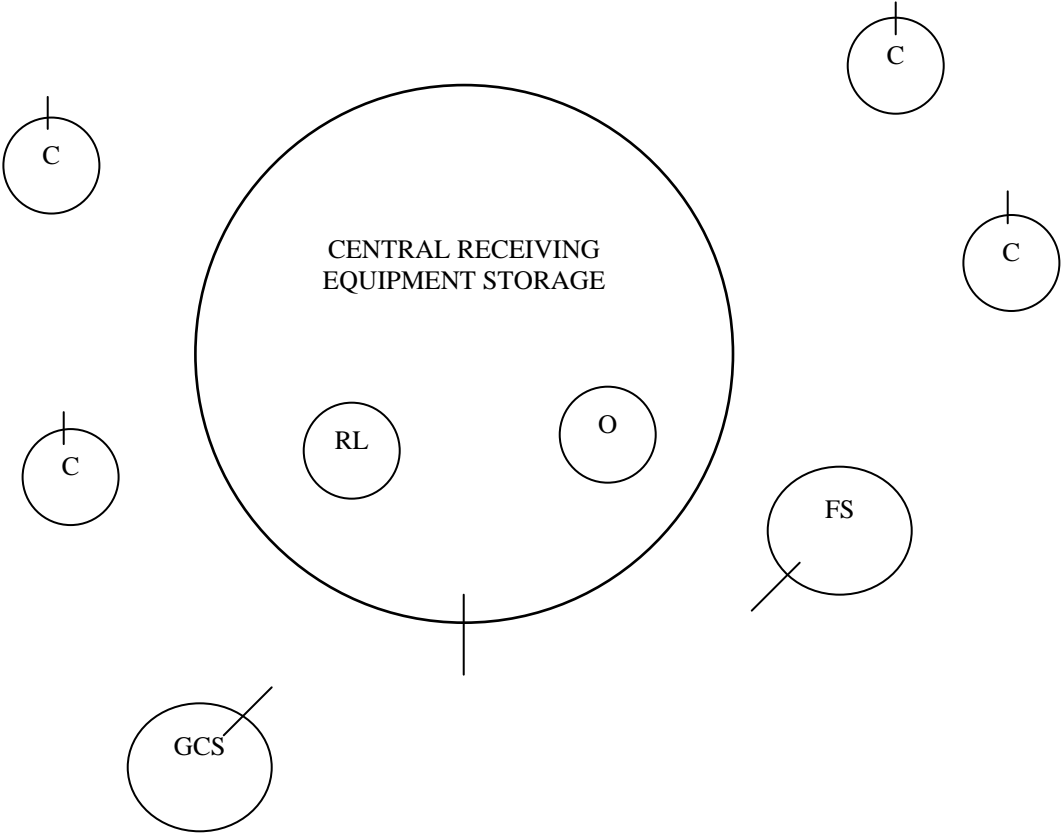 C
C
CENTRAL RECEIVING
EQUIPMENT STORAGE
C
RL
O
C
FS
GCS